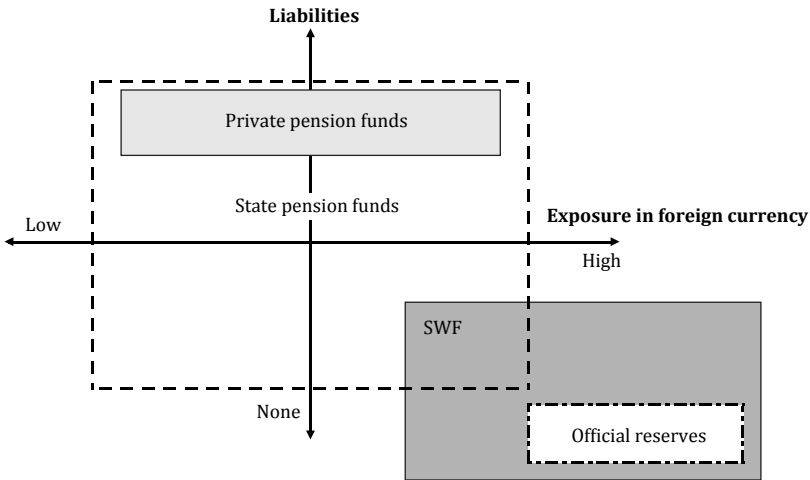 Liabilities
Private pension funds
State pension funds
Low
Exposure in foreign currency
High
SWF
None
Official reserves